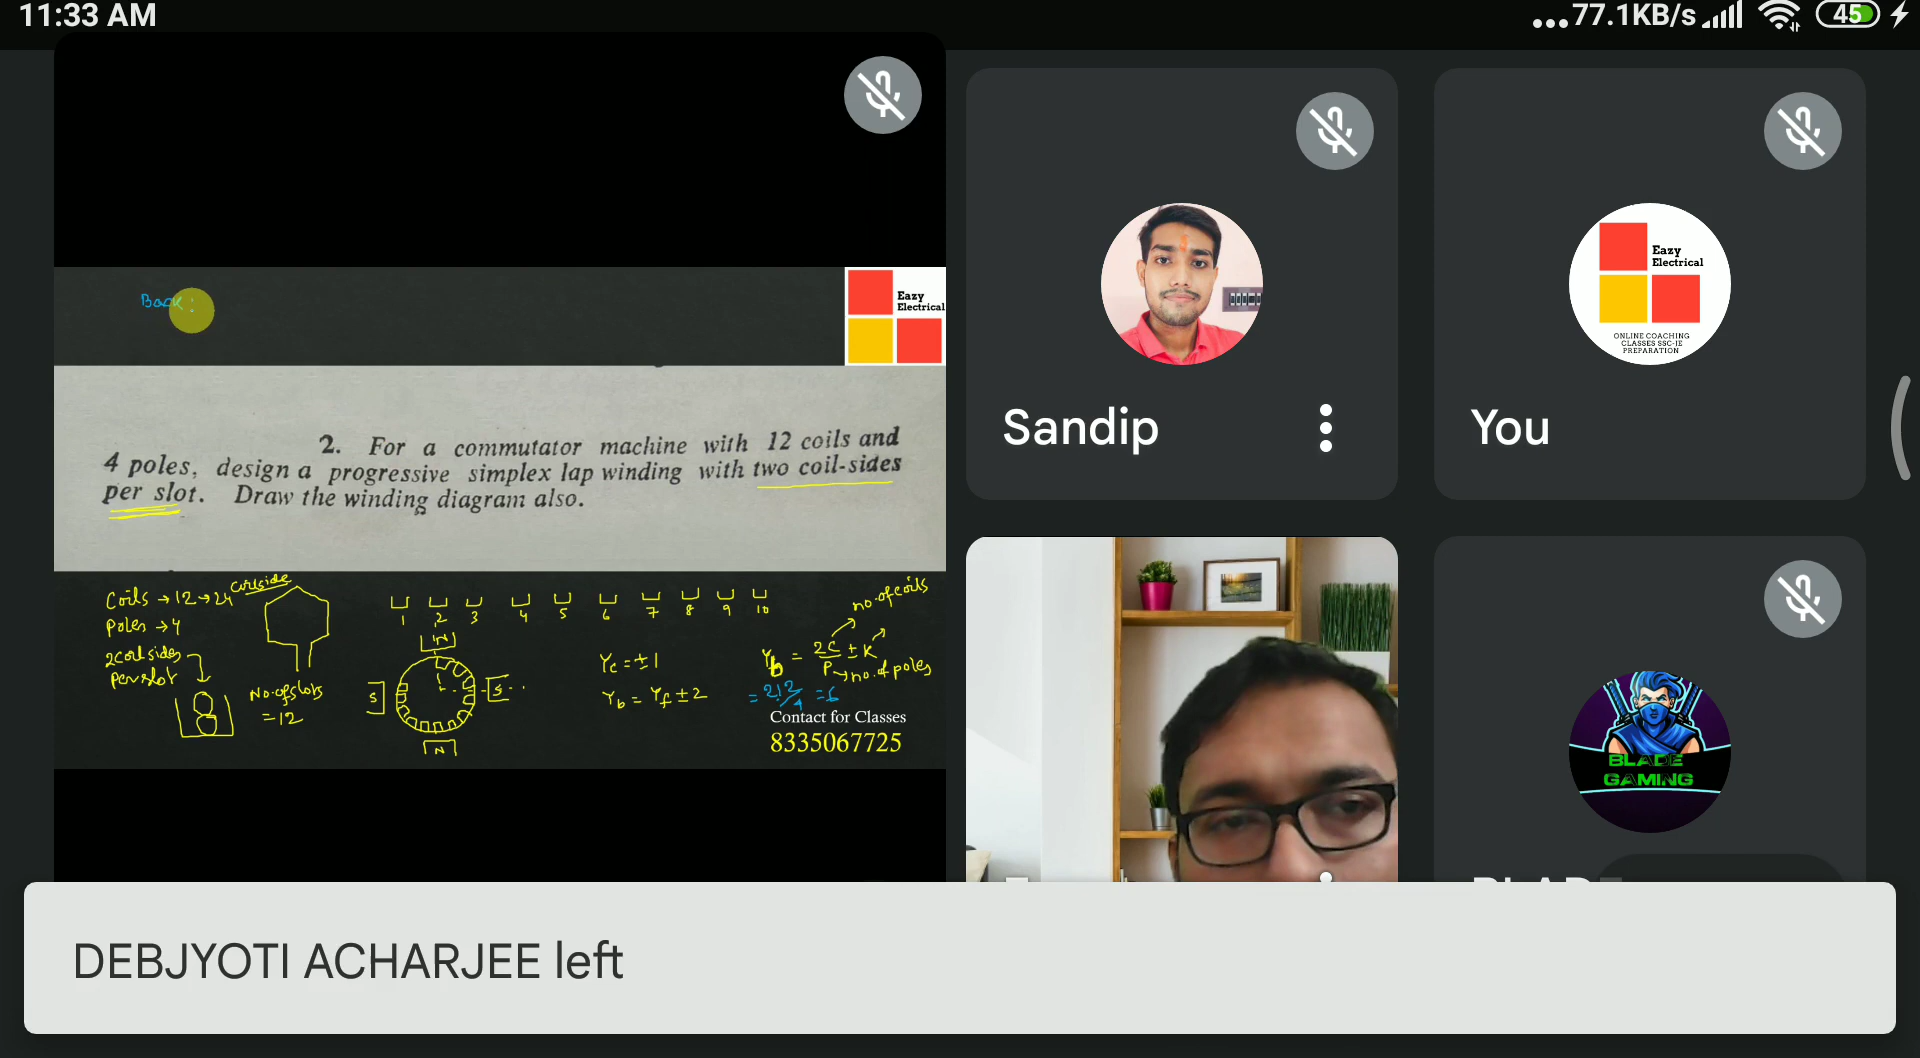 11:33 AM
...77.1KB/s
45
Back:
Eazy
Electrical
2. For a commutator machine with 12 coils and
4 poles, design a progressive simplex lap winding with two coil-sides
per slot. Draw the winding diagram also.
Coils → 12 → 24 Coilside
Poles → 4
2 Coil sides
Per slot
No. of slots
= 12
1 2 3 4 5 6 7 8 9 10
N
S
S
N
Yc = ±1
Yb = Yf ± 2
no. of coils
Yb = 2C/P ± K
no. of poles
= 2.12/4 = 6
Contact for Classes
8335067725
Sandip
Eazy
Electrical
ONLINE COACHING
CLASSES SSC-JE
PREPARATION
You
BLADE
GAMING
DEBJYOTI ACHARJEE left